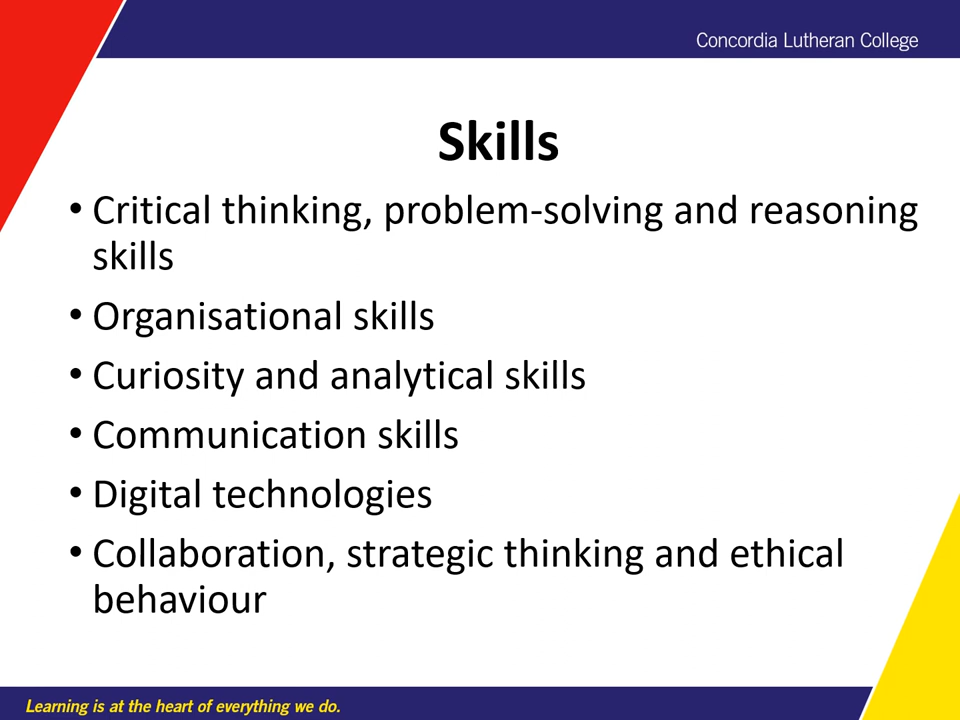 Concordia Lutheran College
Skills
• Critical thinking, problem-solving and reasoning
skills
• Organisational skills
• Curiosity and analytical skills
• Communication skills
• Digital technologies
• Collaboration, strategic thinking and ethical
behaviour
Learning is at the heart of everything we do.